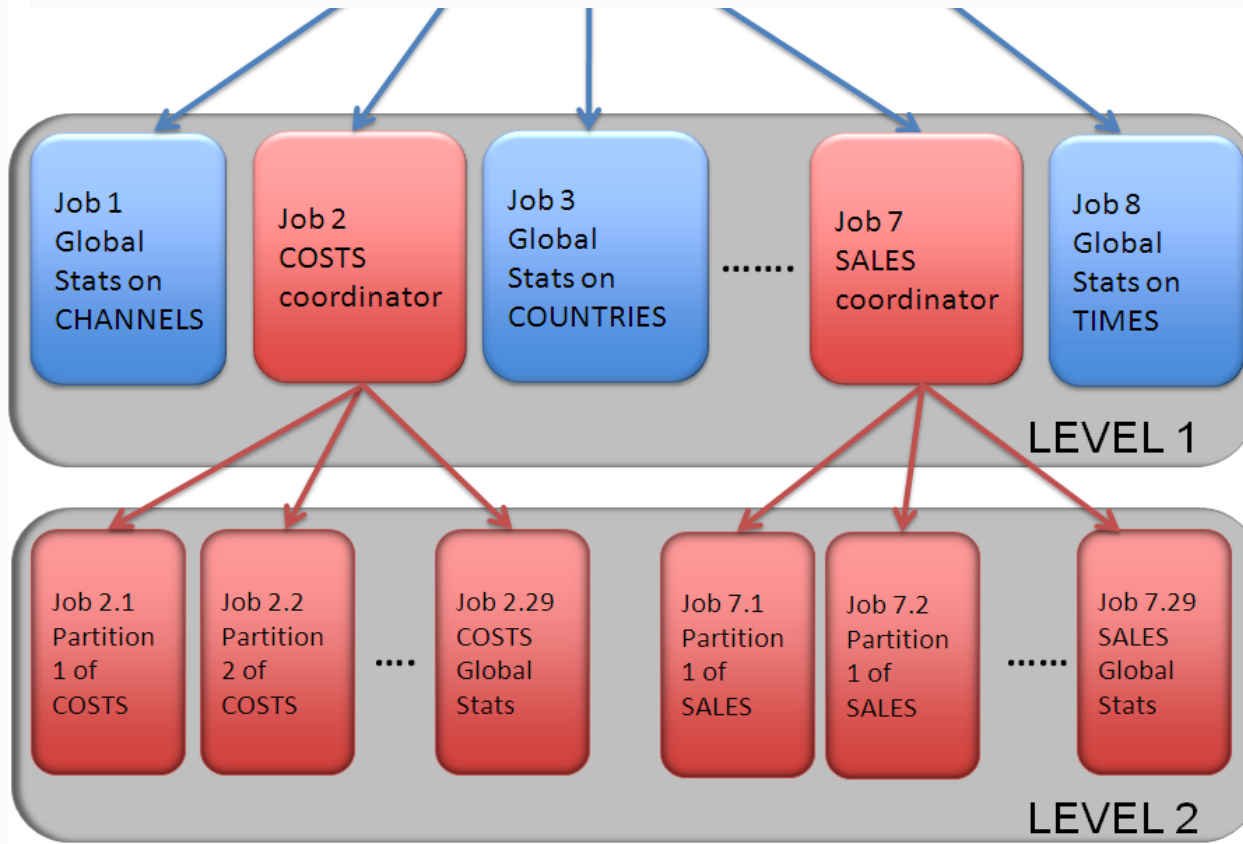 Job 1
Global
Stats on
CHANNELS
Job 2
COSTS
coordinator
Job 3
Global
Stats on
COUNTRIES
.......
Job 7
SALES
coordinator
Job 8
Global
Stats on
TIMES
LEVEL 1
Job 2.1
Partition
1 of
COSTS
Job 2.2
Partition
2 of
COSTS
....
Job 2.29
COSTS
Global
Stats
Job 7.1
Partition
1 of
SALES
Job 7.2
Partition
1 of
SALES
......
Job 7.29
SALES
Global
Stats
LEVEL 2